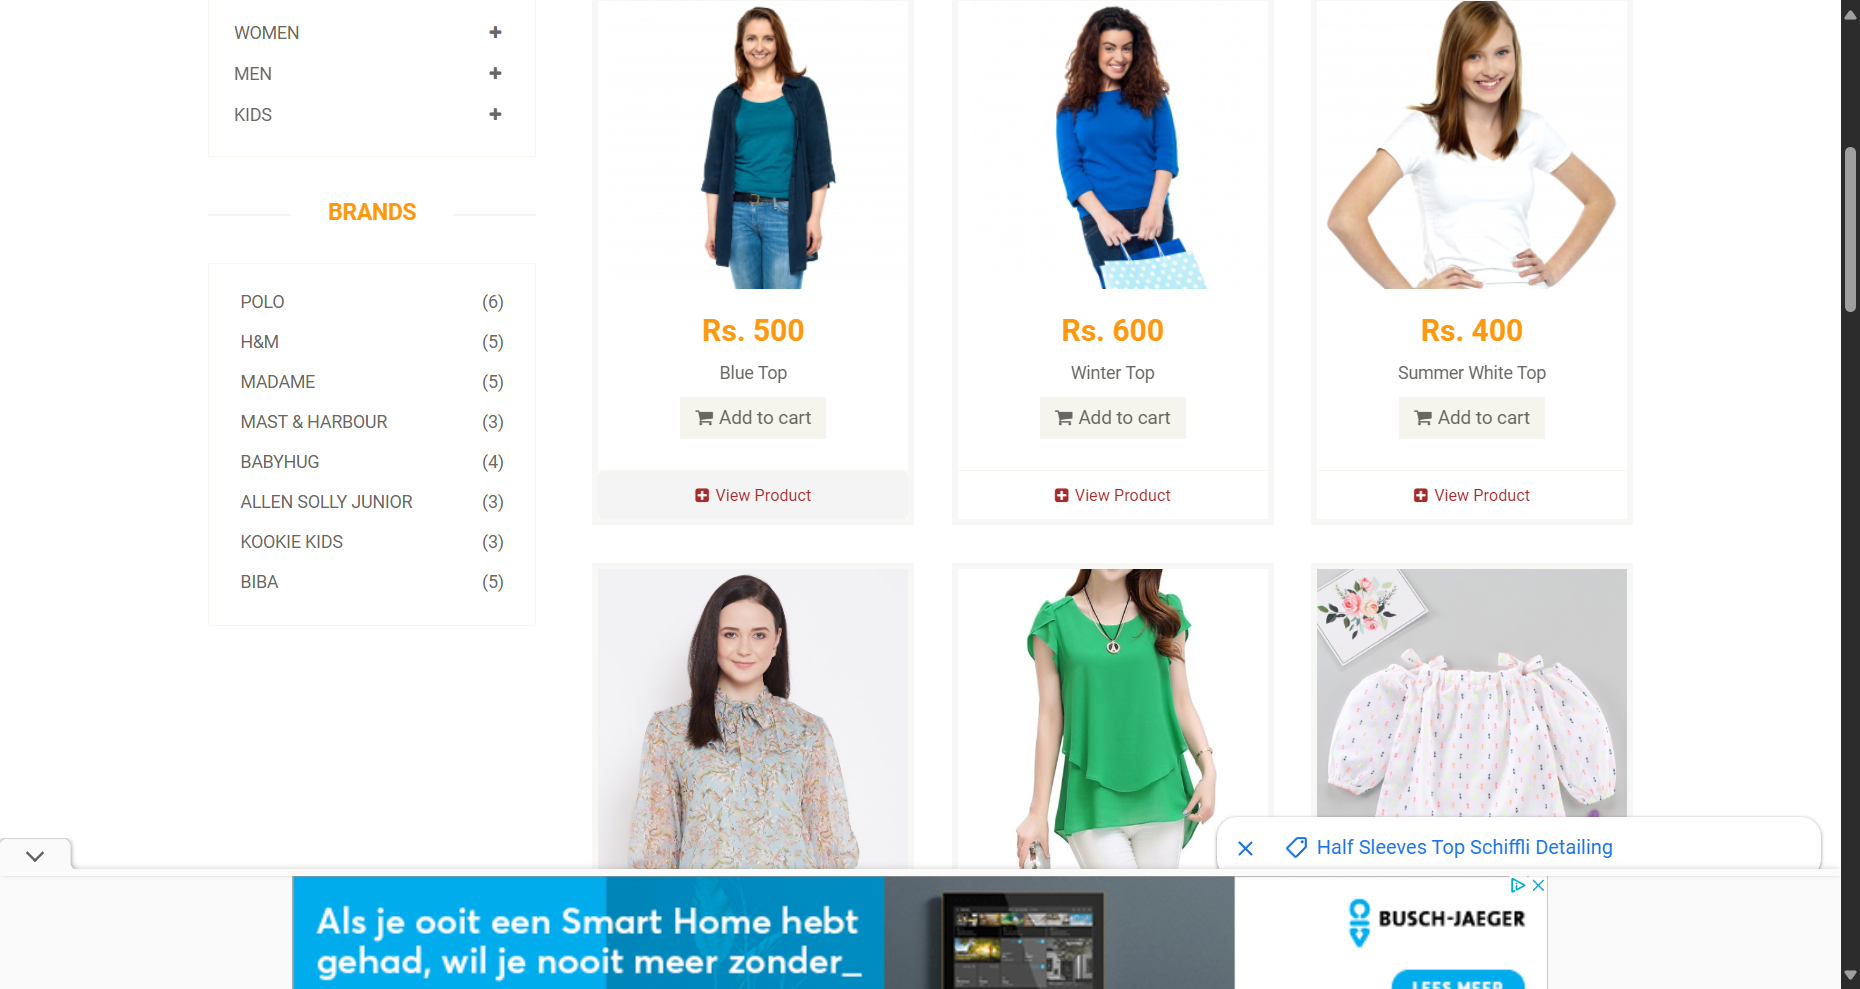 WOMEN
MEN
KIDS
BRANDS
POLO (6)
H&M (5)
MADAME (5)
MAST & HARBOUR (3)
BABYHUG (4)
ALLEN SOLLY JUNIOR (3)
KOOKIE KIDS (3)
BIBA (5)
Rs. 500
Blue Top
Add to cart
View Product
Rs. 600
Winter Top
Add to cart
View Product
Rs. 400
Summer White Top
Add to cart
View Product
Half Sleeves Top Schiffli Detailing
Als je ooit een Smart Home hebt
gehad, wil je nooit meer zonder_
BUSCH-JAEGER
LEES MEER